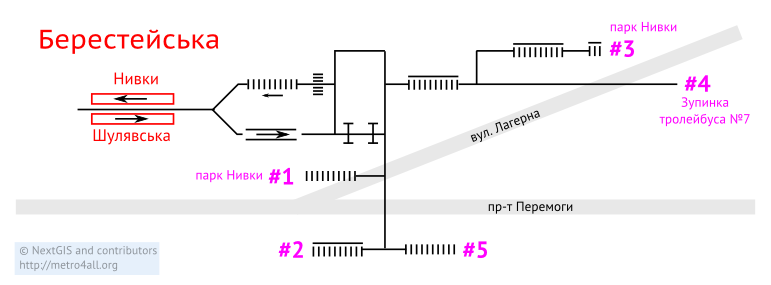 Берестейська
парк Нивки
#3
Нивки
#4
Зупинка
тролейбуса №7
Шулявська
вул. Лагерна
парк Нивки #1
пр-т Перемоги
#2
#5
© NextGIS and contributors
http://metro4all.org